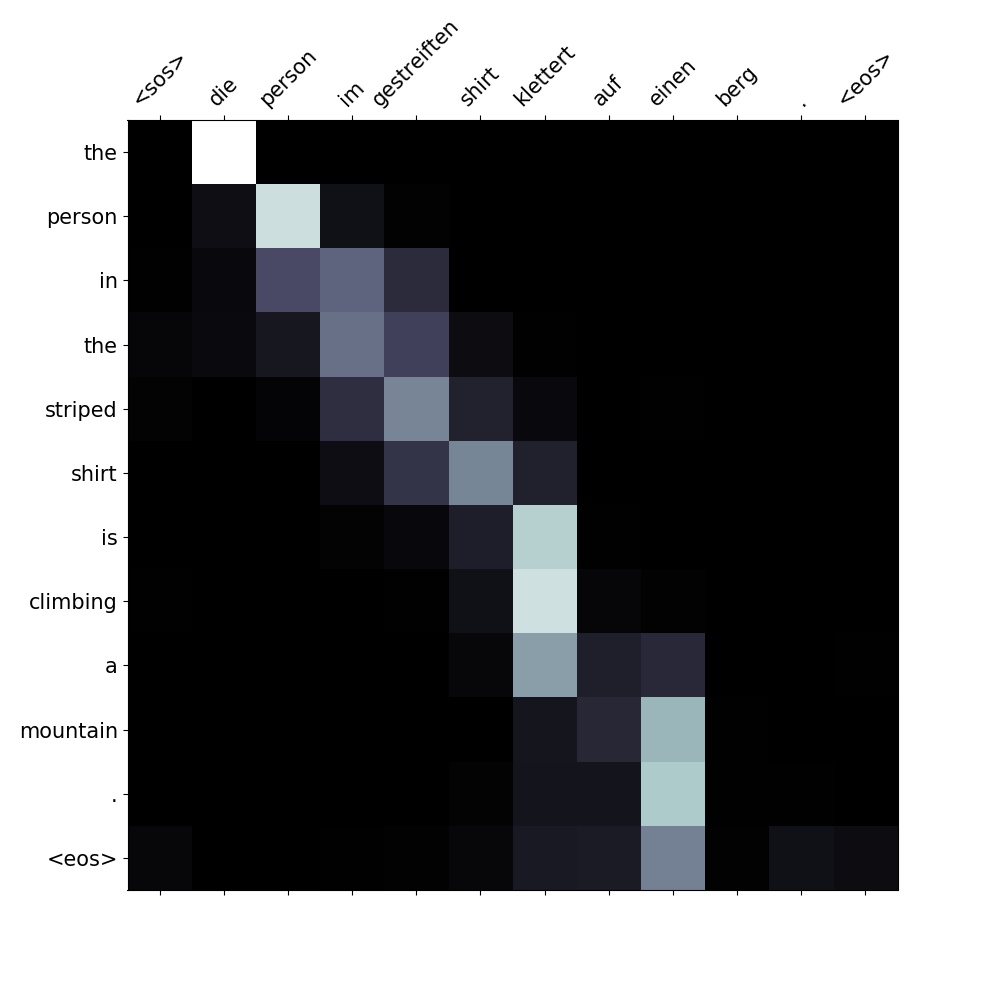 <sos> die person im gestreiften shirt klettert auf einen berg . <eos>
the
person
in
the
striped
shirt
is
climbing
a
mountain
.
<eos>